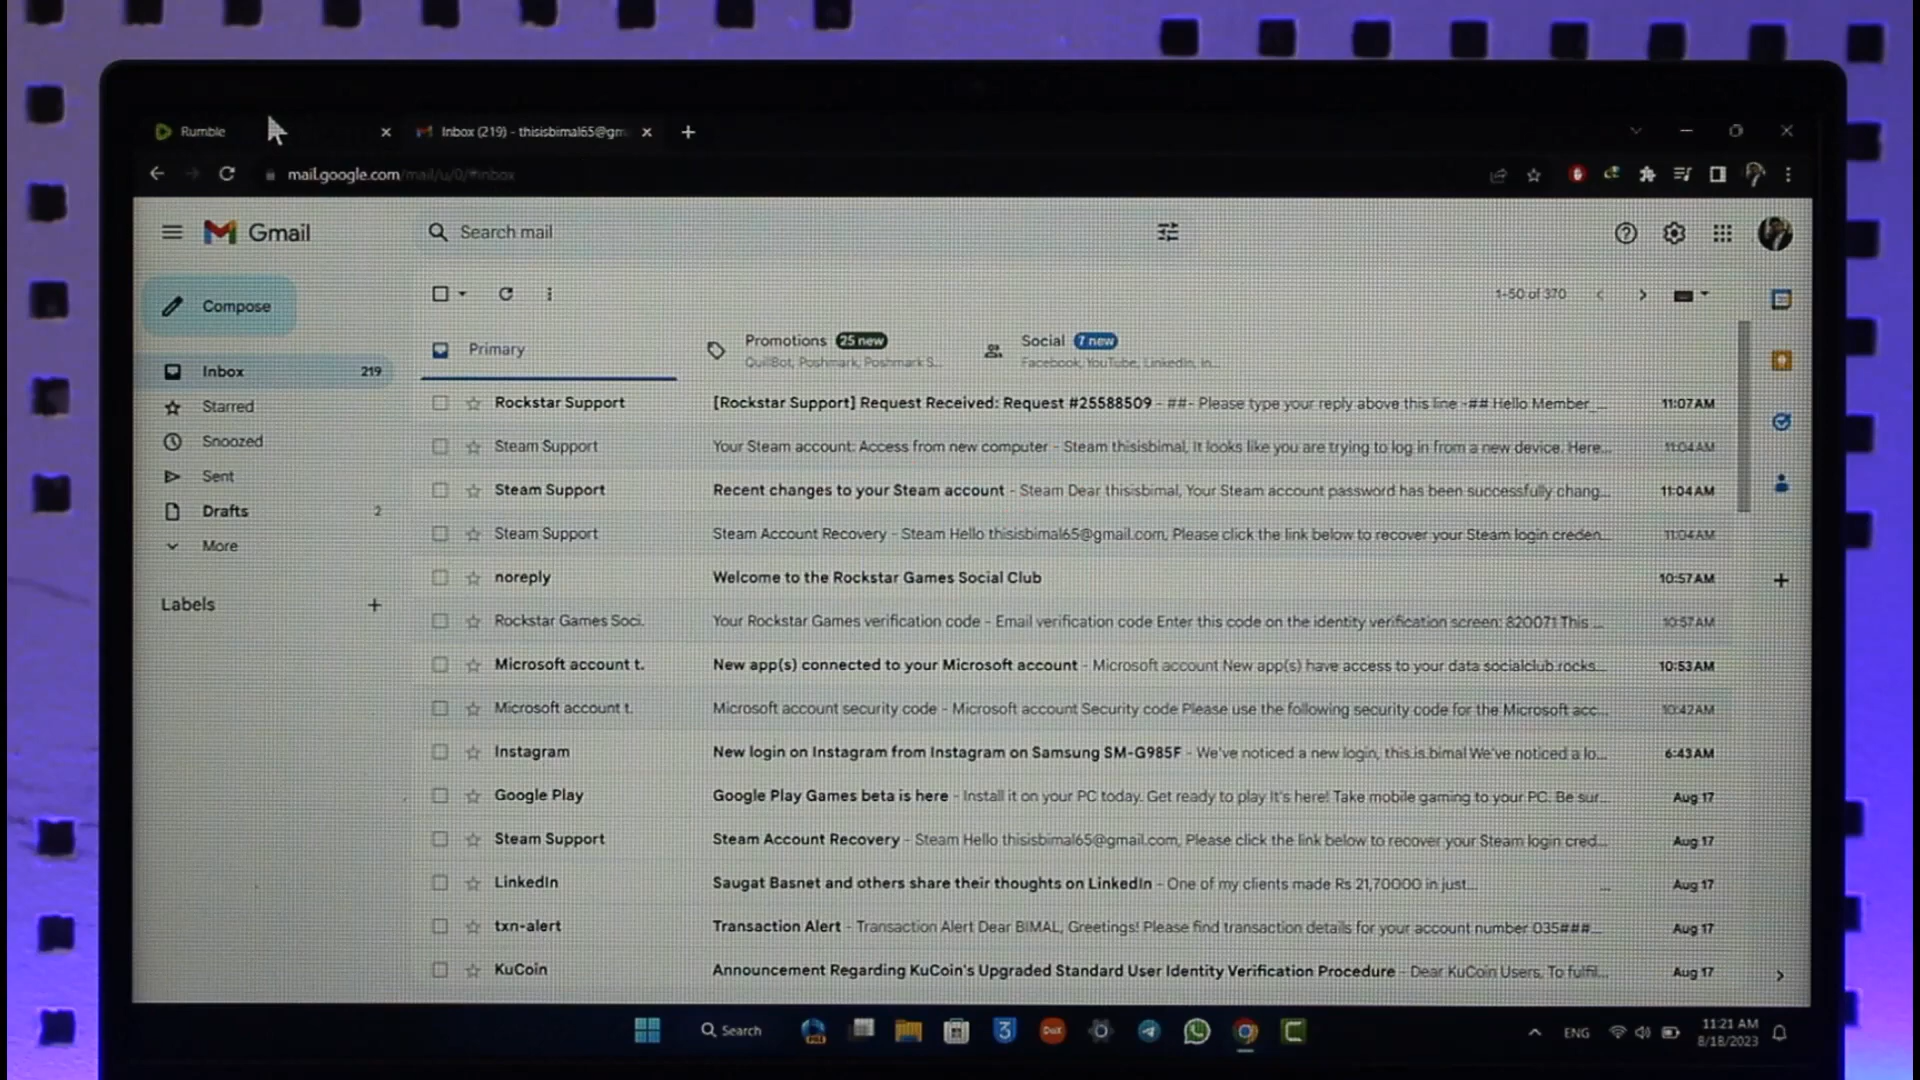 Rumble
Inbox (219) - thisisbimal65@gm
mail.google.com/mail/u/0/#inbox
Gmail
Search mail
Compose
1-50 of 370
Primary
Promotions 25 new
QuillBot, Poshmark, Poshmark S...
Social 7 new
Facebook, YouTube, LinkedIn, In...
Inbox 219
Starred
Snoozed
Sent
Drafts 2
More
Labels
Rockstar Support [Rockstar Support] Request Received: Request #25588509 - ##- Please type your reply above this line -## Hello Member_... 11:07 AM
Steam Support Your Steam account: Access from new computer - Steam thisisbimal, It looks like you are trying to log in from a new device. Here... 11:04 AM
Steam Support Recent changes to your Steam account - Steam Dear thisisbimal, Your Steam account password has been successfully chang... 11:04 AM
Steam Support Steam Account Recovery - Steam Hello thisisbimal65@gmail.com, Please click the link below to recover your Steam login creden... 11:04 AM
noreply Welcome to the Rockstar Games Social Club 10:57 AM
Rockstar Games Soci. Your Rockstar Games verification code - Email verification code Enter this code on the identity verification screen: 820071 This ... 10:57 AM
Microsoft account t. New app(s) connected to your Microsoft account - Microsoft account New app(s) have access to your data socialclub.rocks... 10:53 AM
Microsoft account t. Microsoft account security code - Microsoft account Security code Please use the following security code for the Microsoft acc... 10:42 AM
Instagram New login on Instagram from Instagram on Samsung SM-G985F - We've noticed a new login, this.is.bimal We've noticed a lo... 6:43 AM
Google Play Google Play Games beta is here - Install it on your PC today. Get ready to play It's here! Take mobile gaming to your PC. Be sur... Aug 17
Steam Support Steam Account Recovery - Steam Hello thisisbimal65@gmail.com, Please click the link below to recover your Steam login cred... Aug 17
LinkedIn Saugat Basnet and others share their thoughts on LinkedIn - One of my clients made Rs 21,70000 in just... ... Aug 17
txn-alert Transaction Alert - Transaction Alert Dear BIMAL, Greetings! Please find transaction details for your account number 035###... Aug 17
KuCoin Announcement Regarding KuCoin's Upgraded Standard User Identity Verification Procedure - Dear KuCoin Users, To fulfil... Aug 17
Search
ENG
11:21 AM
8/18/2023